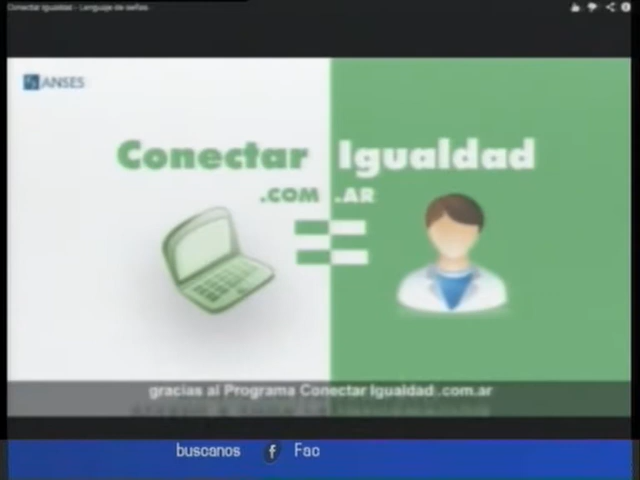 Conectar Igualdad - Lenguaje de señas
ANSES
Conectar Igualdad
.COM .AR
gracias al Programa Conectar Igualdad .com.ar
buscanos f Fac